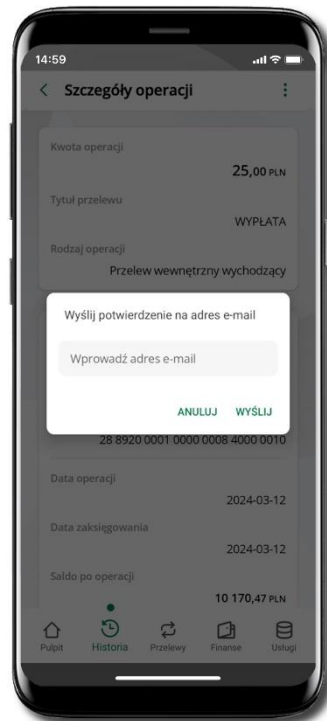 14:59
Szczegóły operacji
Kwota operacji
25,00 PLN
Tytuł przelewu
WYPŁATA
Rodzaj operacji
Przelew wewnętrzny wychodzący
Wyślij potwierdzenie na adres e-mail
Wprowadź adres e-mail
ANULUJ WYŚLIJ
28 8920 0001 0000 0008 4000 0010
Data operacji
2024-03-12
Data zaksięgowania
2024-03-12
Saldo po operacji
10 170,47 PLN
Pulpit Historia Przelewy Finanse Usługi